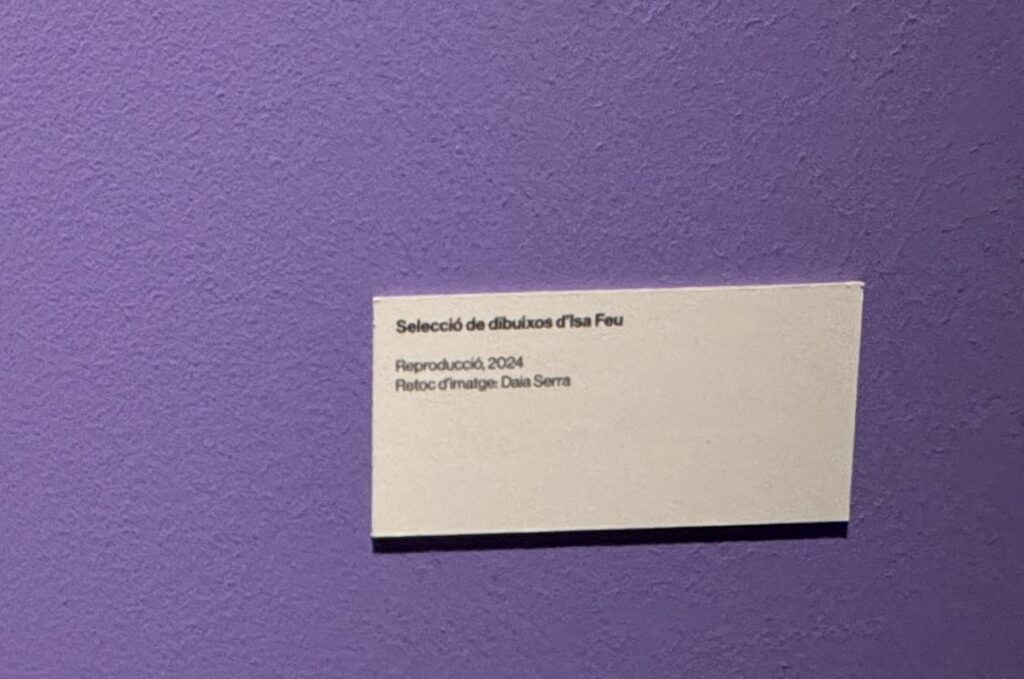 Selecció de dibuixos d'Isa Feu
Reproducció, 2024
Retoc d'imatge: Daia Serra